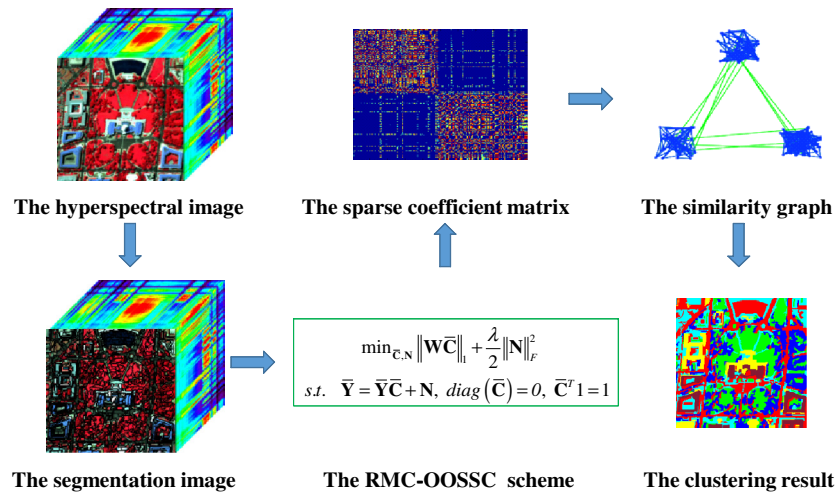 The hyperspectral image
The sparse coefficient matrix
The similarity graph
min_{C̄,N} ‖WC̄‖₁ + λ/2 ‖N‖²_F
s.t. Ȳ = ȲC̄ + N, diag(C̄) = 0, C̄ᵀ1 = 1
The segmentation image
The RMC-OOSSC scheme
The clustering result